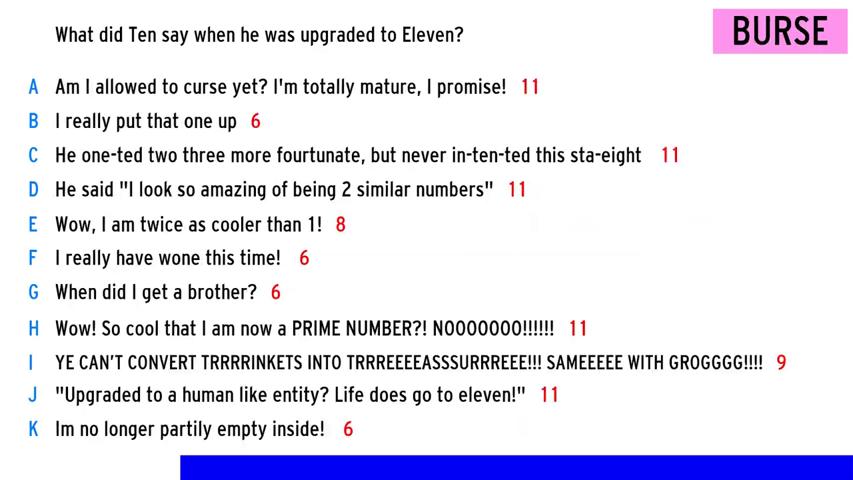 What did Ten say when he was upgraded to Eleven?
BURSE
A Am I allowed to curse yet? I'm totally mature, I promise! 11
B I really put that one up 6
C He one-ted two three more fourtunate, but never in-ten-ted this sta-eight 11
D He said "I look so amazing of being 2 similar numbers" 11
E Wow, I am twice as cooler than 1! 8
F I really have wone this time! 6
G When did I get a brother? 6
H Wow! So cool that I am now a PRIME NUMBER?! NOOOOOOO!!!!!! 11
I YE CAN'T CONVERT TRRRRINKETS INTO TRRREEEEASSSURRREEE!!! SAMEEEEE WITH GROGGGG!!!! 9
J "Upgraded to a human like entity? Life does go to eleven!" 11
K Im no longer partily empty inside! 6